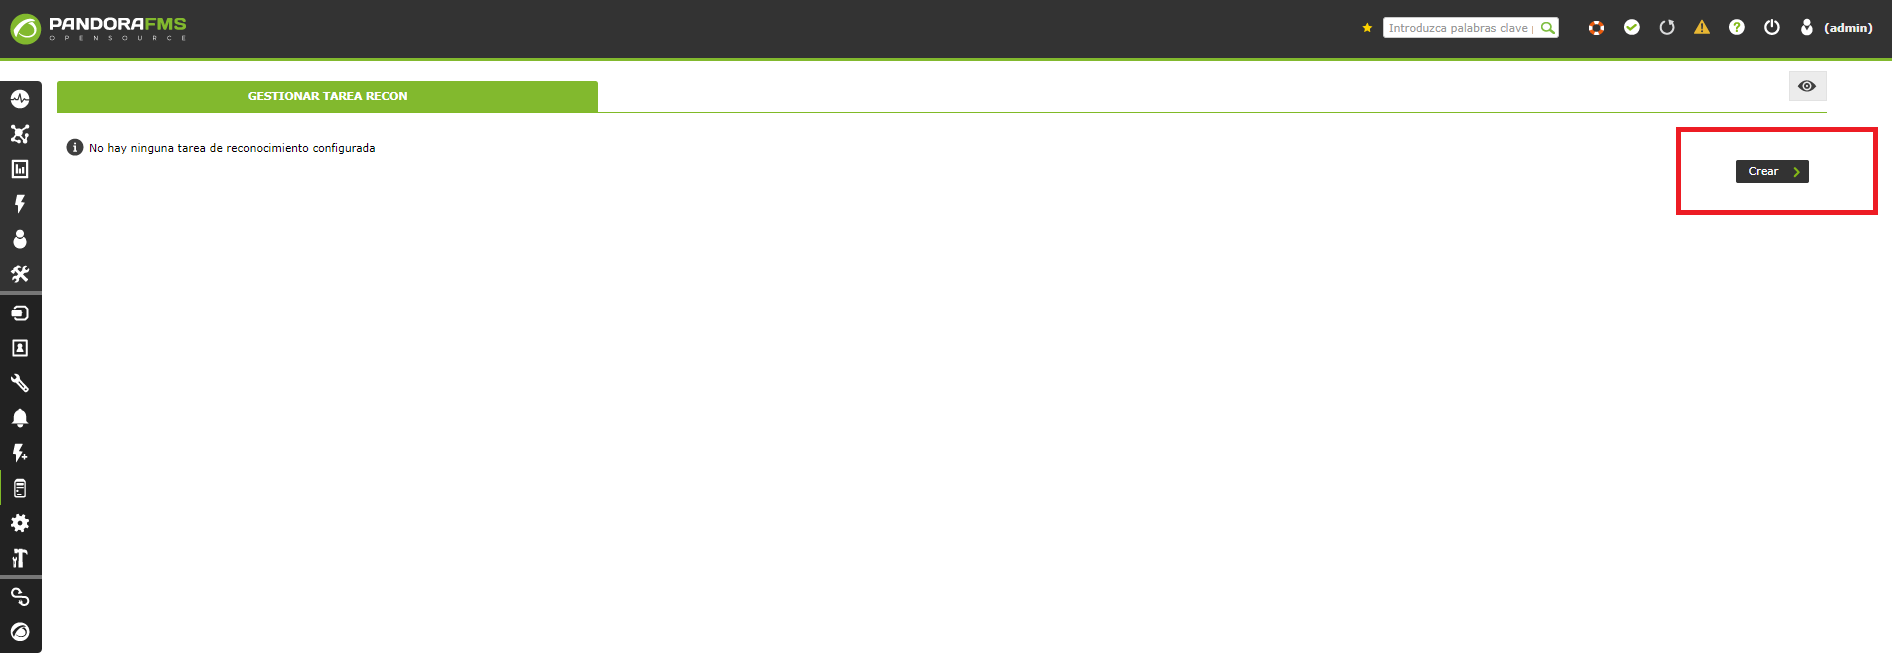 PANDORAFMS
OPENSOURCE
Introduzca palabras clave p
(admin)
GESTIONAR TAREA RECON
No hay ninguna tarea de reconocimiento configurada
Crear